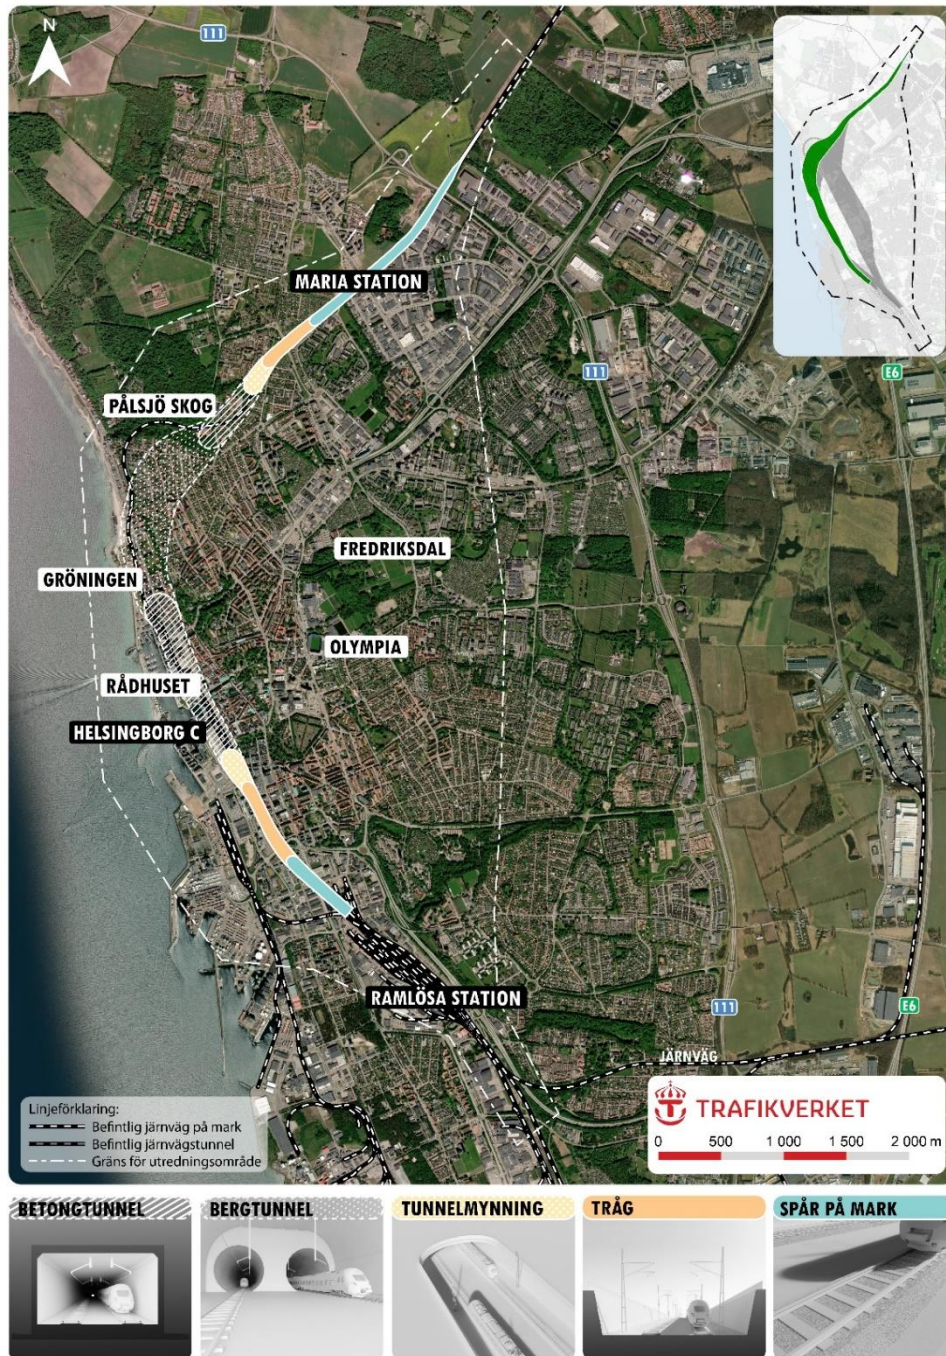 N
111
MARIA STATION
111
E6
PÅLSJÖ SKOG
FREDRIKSDAL
GRÖNINGEN
OLYMPIA
RÅDHUSET
HELSINGBORG C
RAMLÖSA STATION
111
E6
JÄRNVÄG
Linjeförklaring:
Befintlig järnväg på mark
Befintlig järnvägstunnel
Gräns för utredningsområde
TRAFIKVERKET
0 500 1 000 1 500 2 000 m
BETONGTUNNEL
BERGTUNNEL
TUNNELMYNNING
TRÅG
SPÅR PÅ MARK